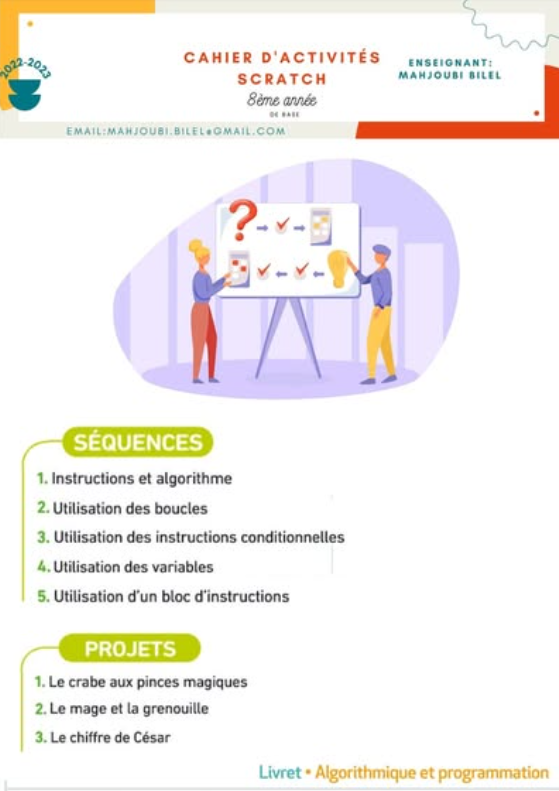 2022-2023
CAHIER D'ACTIVITÉS
SCRATCH
8ème année
DE BASE
ENSEIGNANT:
MAHJOUBI BILEL
EMAIL:MAHJOUBI.BILEL@GMAIL.COM
?
SÉQUENCES
1. Instructions et algorithme
2. Utilisation des boucles
3. Utilisation des instructions conditionnelles
4. Utilisation des variables
5. Utilisation d'un bloc d'instructions
PROJETS
1. Le crabe aux pinces magiques
2. Le mage et la grenouille
3. Le chiffre de César
Livret • Algorithmique et programmation